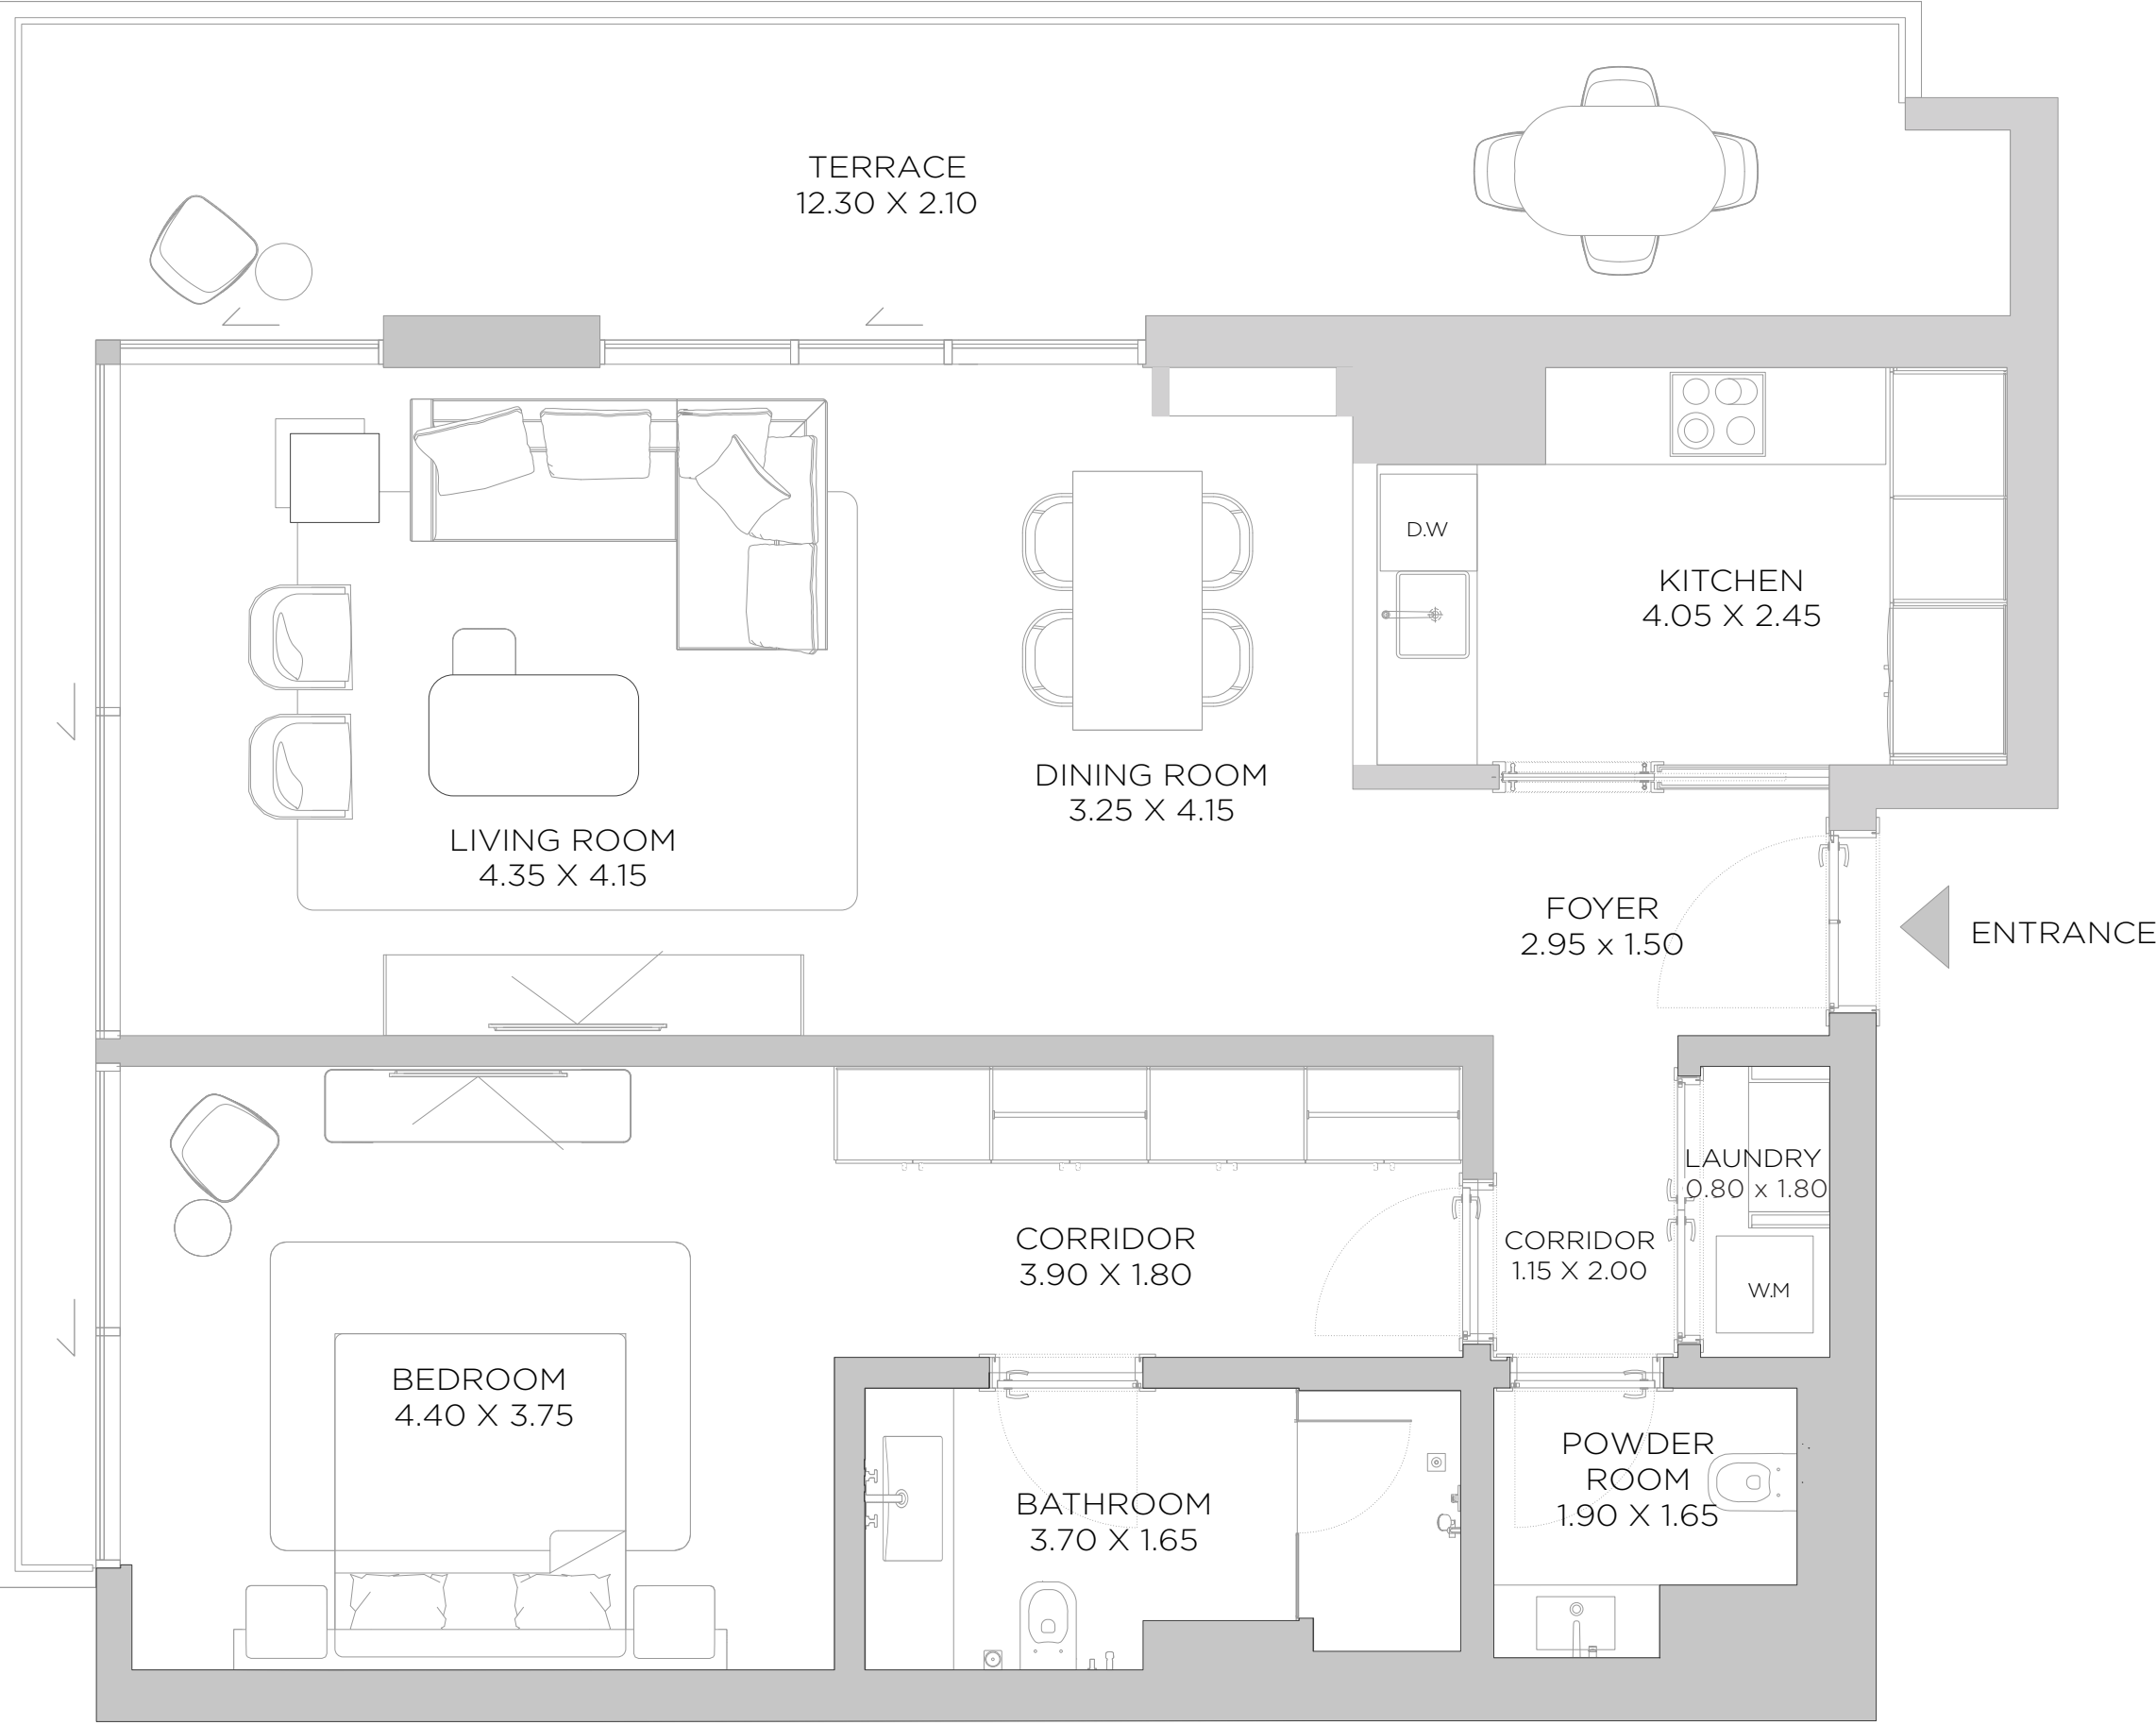 TERRACE
12.30 X 2.10
D.W
KITCHEN
4.05 X 2.45
DINING ROOM
3.25 X 4.15
LIVING ROOM
4.35 X 4.15
FOYER
2.95 x 1.50
ENTRANCE
LAUNDRY
0.80 x 1.80
CORRIDOR
3.90 X 1.80
CORRIDOR
1.15 X 2.00
W.M
BEDROOM
4.40 X 3.75
POWDER
ROOM
1.90 X 1.65
BATHROOM
3.70 X 1.65